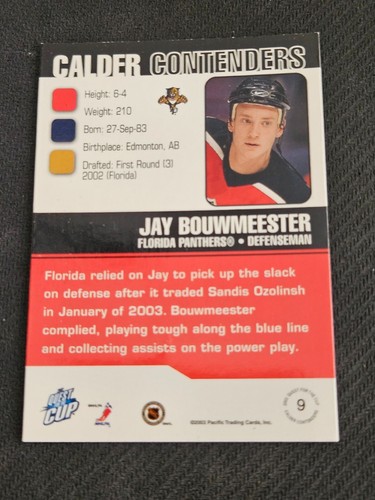 CALDER CONTENDERS
Height: 6-4
Weight: 210
Born: 27-Sep-83
Birthplace: Edmonton, AB
Drafted: First Round (3)
2002 (Florida)
JAY BOUWMEESTER
FLORIDA PANTHERS® • DEFENSEMAN
Florida relied on Jay to pick up the slack
on defense after it traded Sandis Ozolinsh
in January of 2003. Bouwmeester
complied, playing tough along the blue line
and collecting assists on the power play.
CUP
NHL
©2003 Pacific Trading Cards, Inc.
9